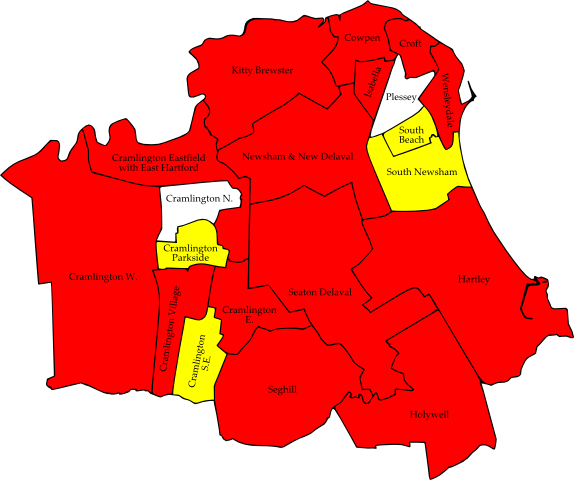 Cowpen
Croft
Kitty Brewster
Isabella
Wensleydale
Plessey
South
Beach
Cramlington Eastfield
with East Hartford
Newsham & New Delaval
South Newsham
Cramlington N.
Cramlington
Parkside
Cramlington W.
Hartley
Seaton Delaval
Cramlington Village
Cramlington
E.
Cramlington
S.E.
Seghill
Holywell